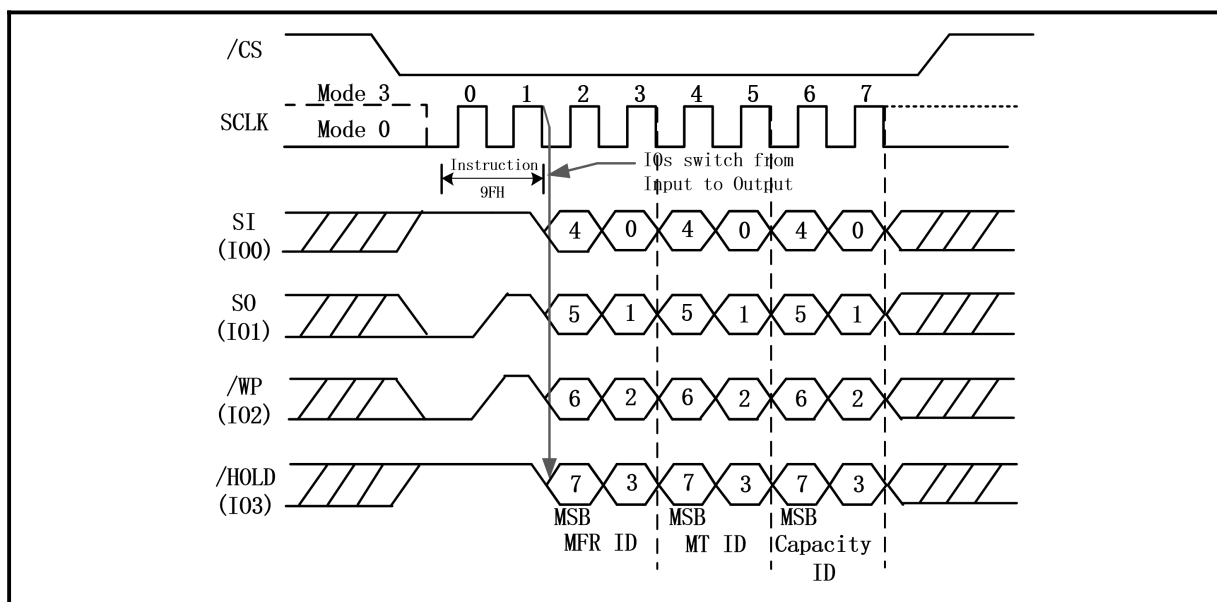 /CS
Mode 3
0 1 2 3 4 5 6 7
SCLK
Mode 0
Instruction
9FH
IOs switch from
Input to Output
SI
(IO0)
4 0 4 0 4 0
SO
(IO1)
5 1 5 1 5 1
/WP
(IO2)
6 2 6 2 6 2
/HOLD
(IO3)
7 3 7 3 7 3
MSB MSB MSB
MFR ID MT ID Capacity
ID